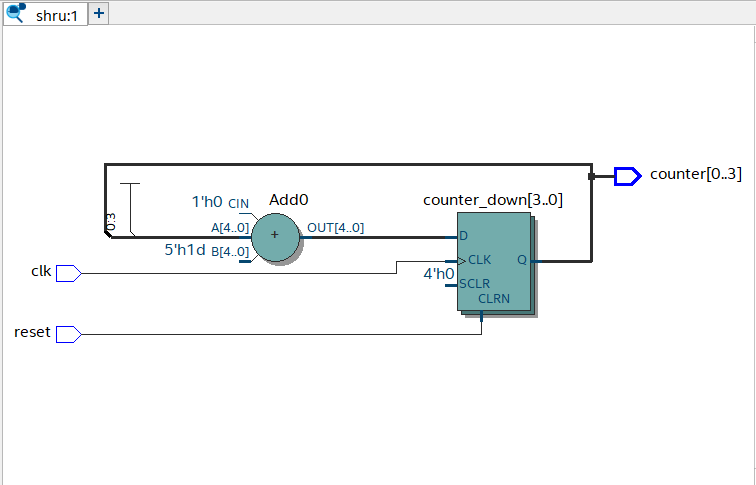 shru:1 +
counter[0..3]
1'h0 CIN
Add0
counter_down[3..0]
0:3
A[4..0]
+
OUT[4..0]
5'h1d B[4..0]
D
clk
CLK
Q
4'h0
SCLR
CLRN
reset